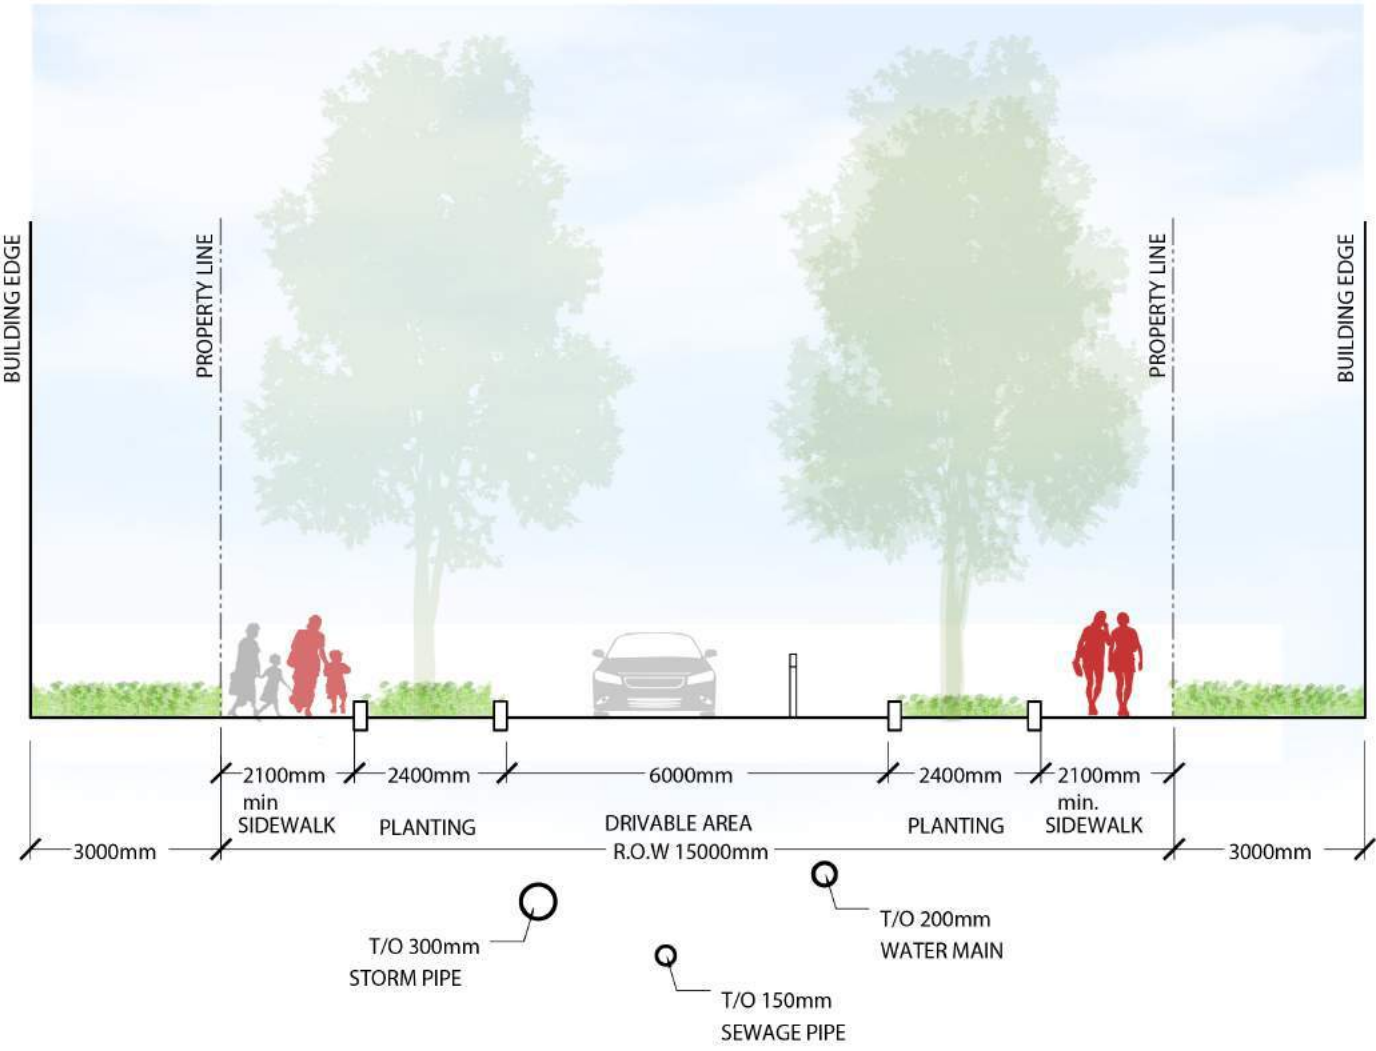 BUILDING EDGE
PROPERTY LINE
PROPERTY LINE
BUILDING EDGE
2100mm
min
SIDEWALK
2400mm
PLANTING
6000mm
DRIVABLE AREA
2400mm
PLANTING
2100mm
min.
SIDEWALK
3000mm
R.O.W 15000mm
3000mm
T/O 300mm
STORM PIPE
T/O 200mm
WATER MAIN
T/O 150mm
SEWAGE PIPE